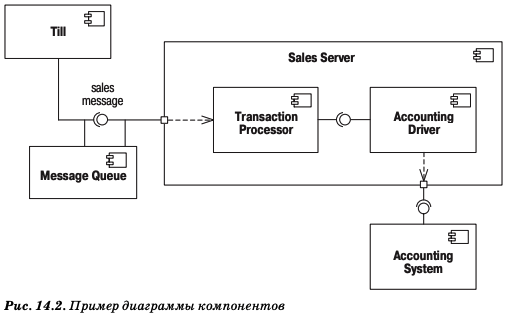 Till
Sales Server
sales
message
Transaction
Processor
Accounting
Driver
Message Queue
Accounting
System
Рис. 14.2. Пример диаграммы компонентов